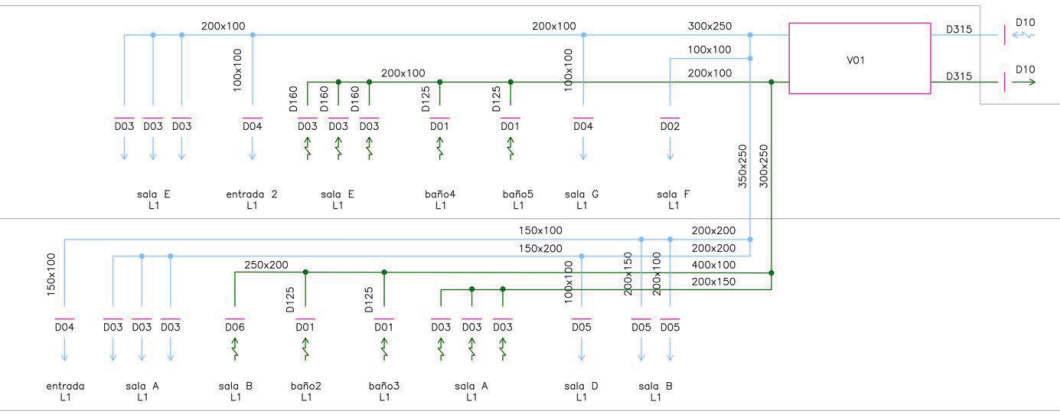 200x100
200x100
300x250
D315
D10
100x100
100x100
100x100
V01
200x100
200x100
D315
D10
D160
D160
D160
D125
D125
D03
D03
D03
D04
D03
D03
D03
D01
D01
D04
D02
350x250
300x250
sala E
entrada 2
sala E
baño4
baño5
sala G
sala F
L1
L1
L1
L1
L1
L1
L1
150x100
200x200
150x200
200x200
250x200
400x100
200x150
150x100
D125
D125
100x100
200x150
200x100
D04
D03
D03
D03
D06
D01
D01
D03
D03
D03
D05
D05
D05
entrada
sala A
sala B
baño2
baño3
sala A
sala D
sala B
L1
L1
L1
L1
L1
L1
L1
L1